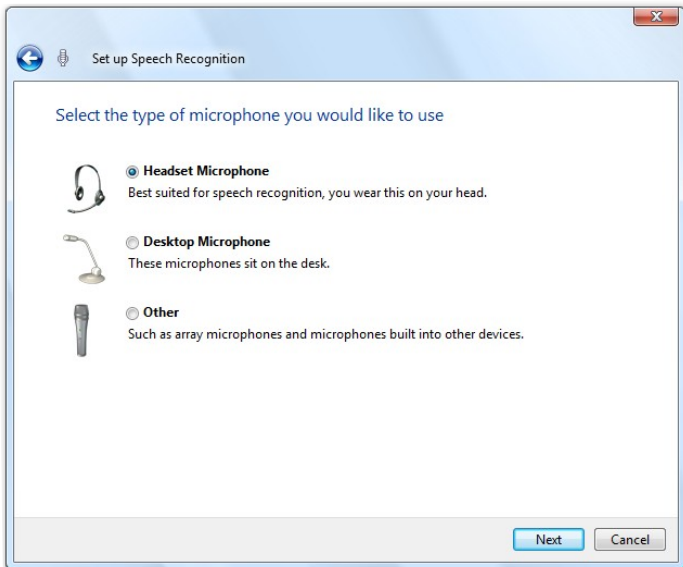 Set up Speech Recognition
Select the type of microphone you would like to use
Headset Microphone
Best suited for speech recognition, you wear this on your head.
Desktop Microphone
These microphones sit on the desk.
Other
Such as array microphones and microphones built into other devices.
Next Cancel